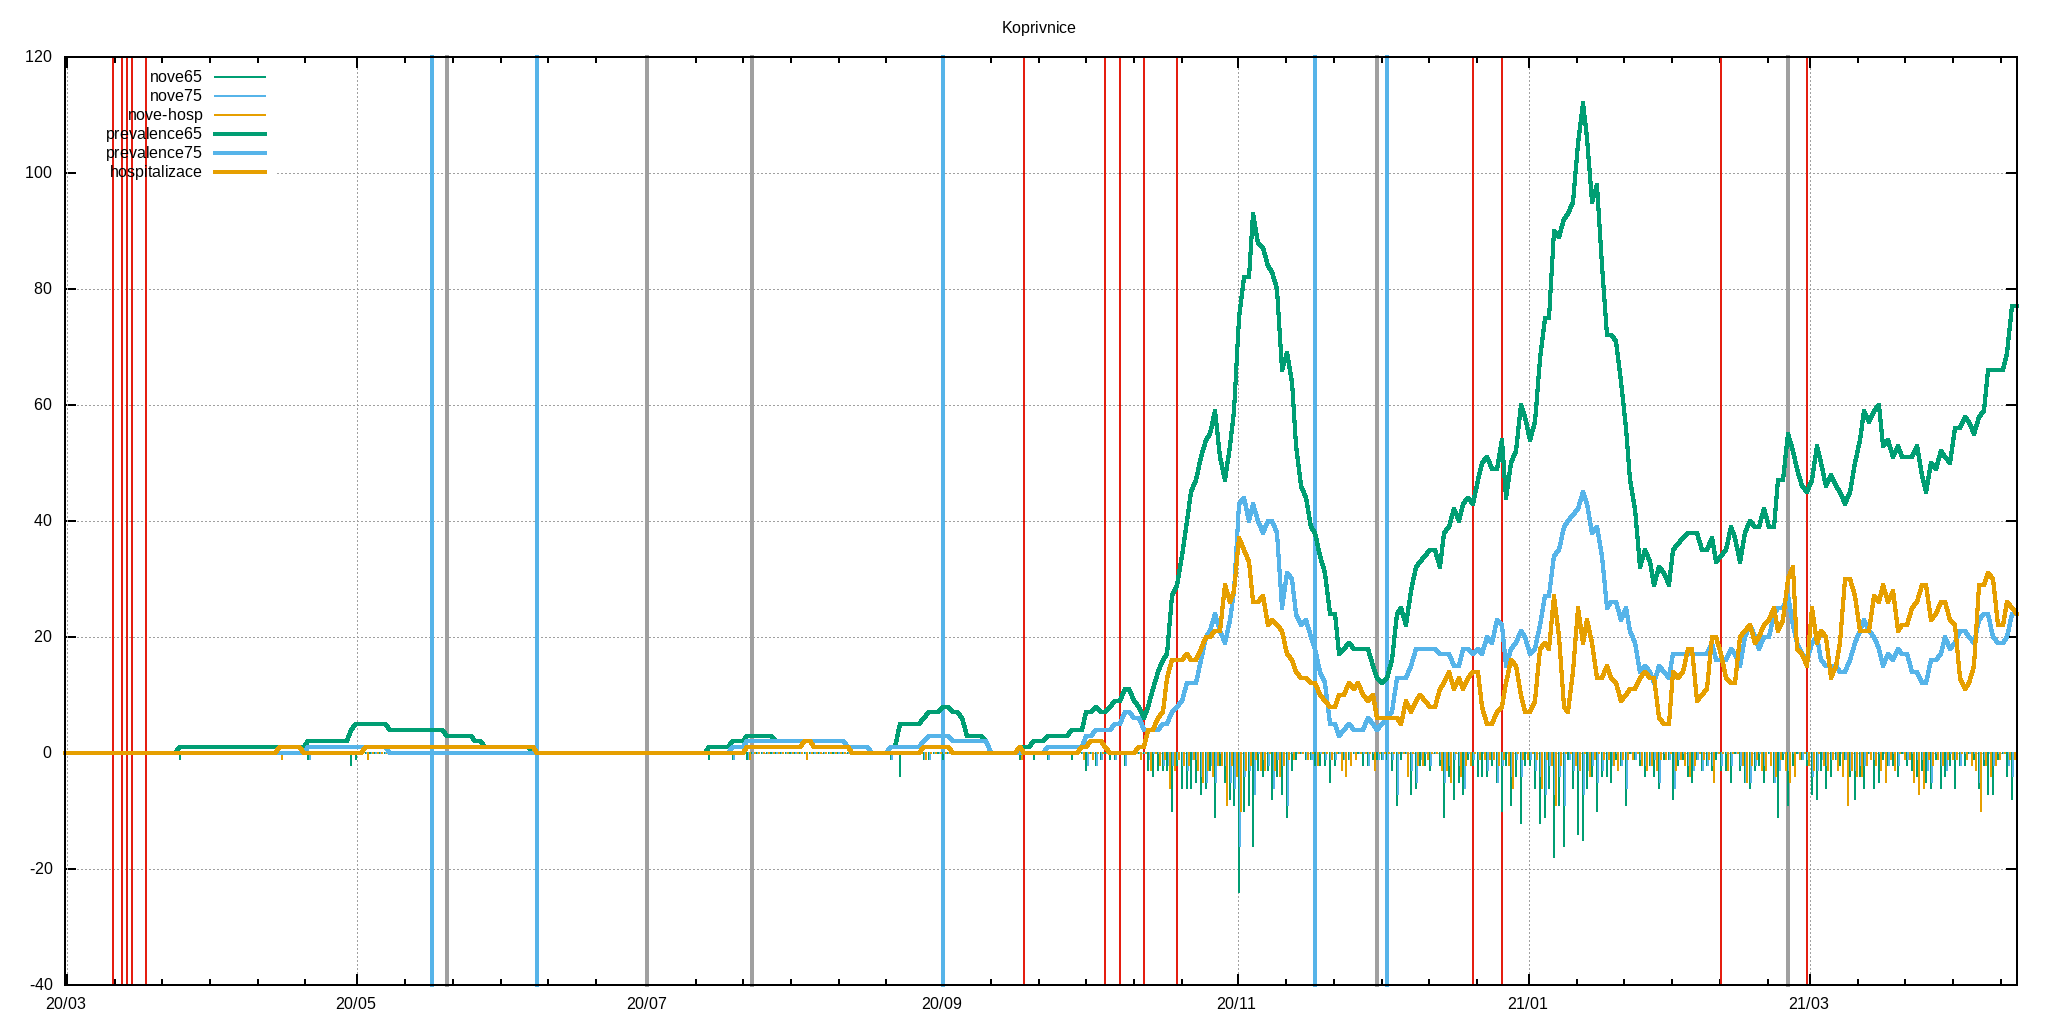 Koprivnice
120
100
80
60
40
20
0
-20
-40
nove65
nove75
nove-hosp
prevalence65
prevalence75
hospitalizace
20/03 20/05 20/07 20/09 20/11 21/01 21/03